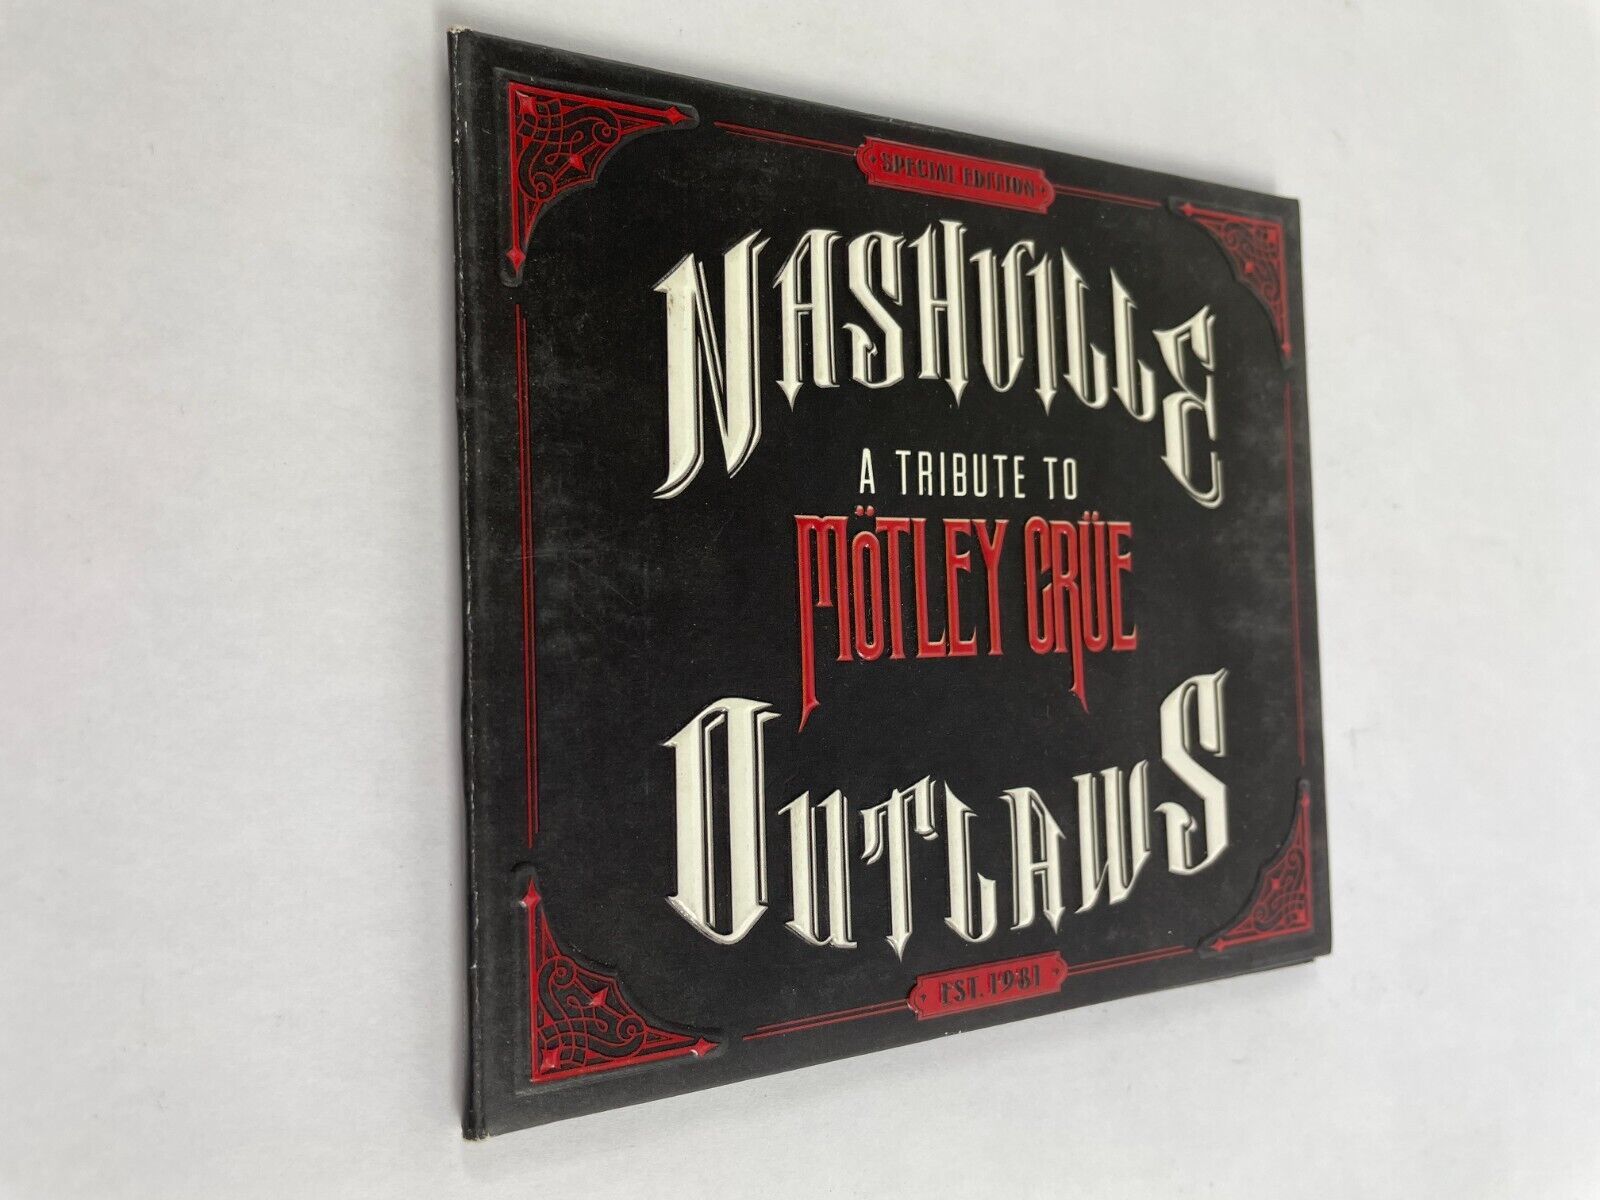 SPECIAL EDITION
NASHVILLE
A TRIBUTE TO
MÖTLEY CRÜE
OUTLAWS
EST. 1981